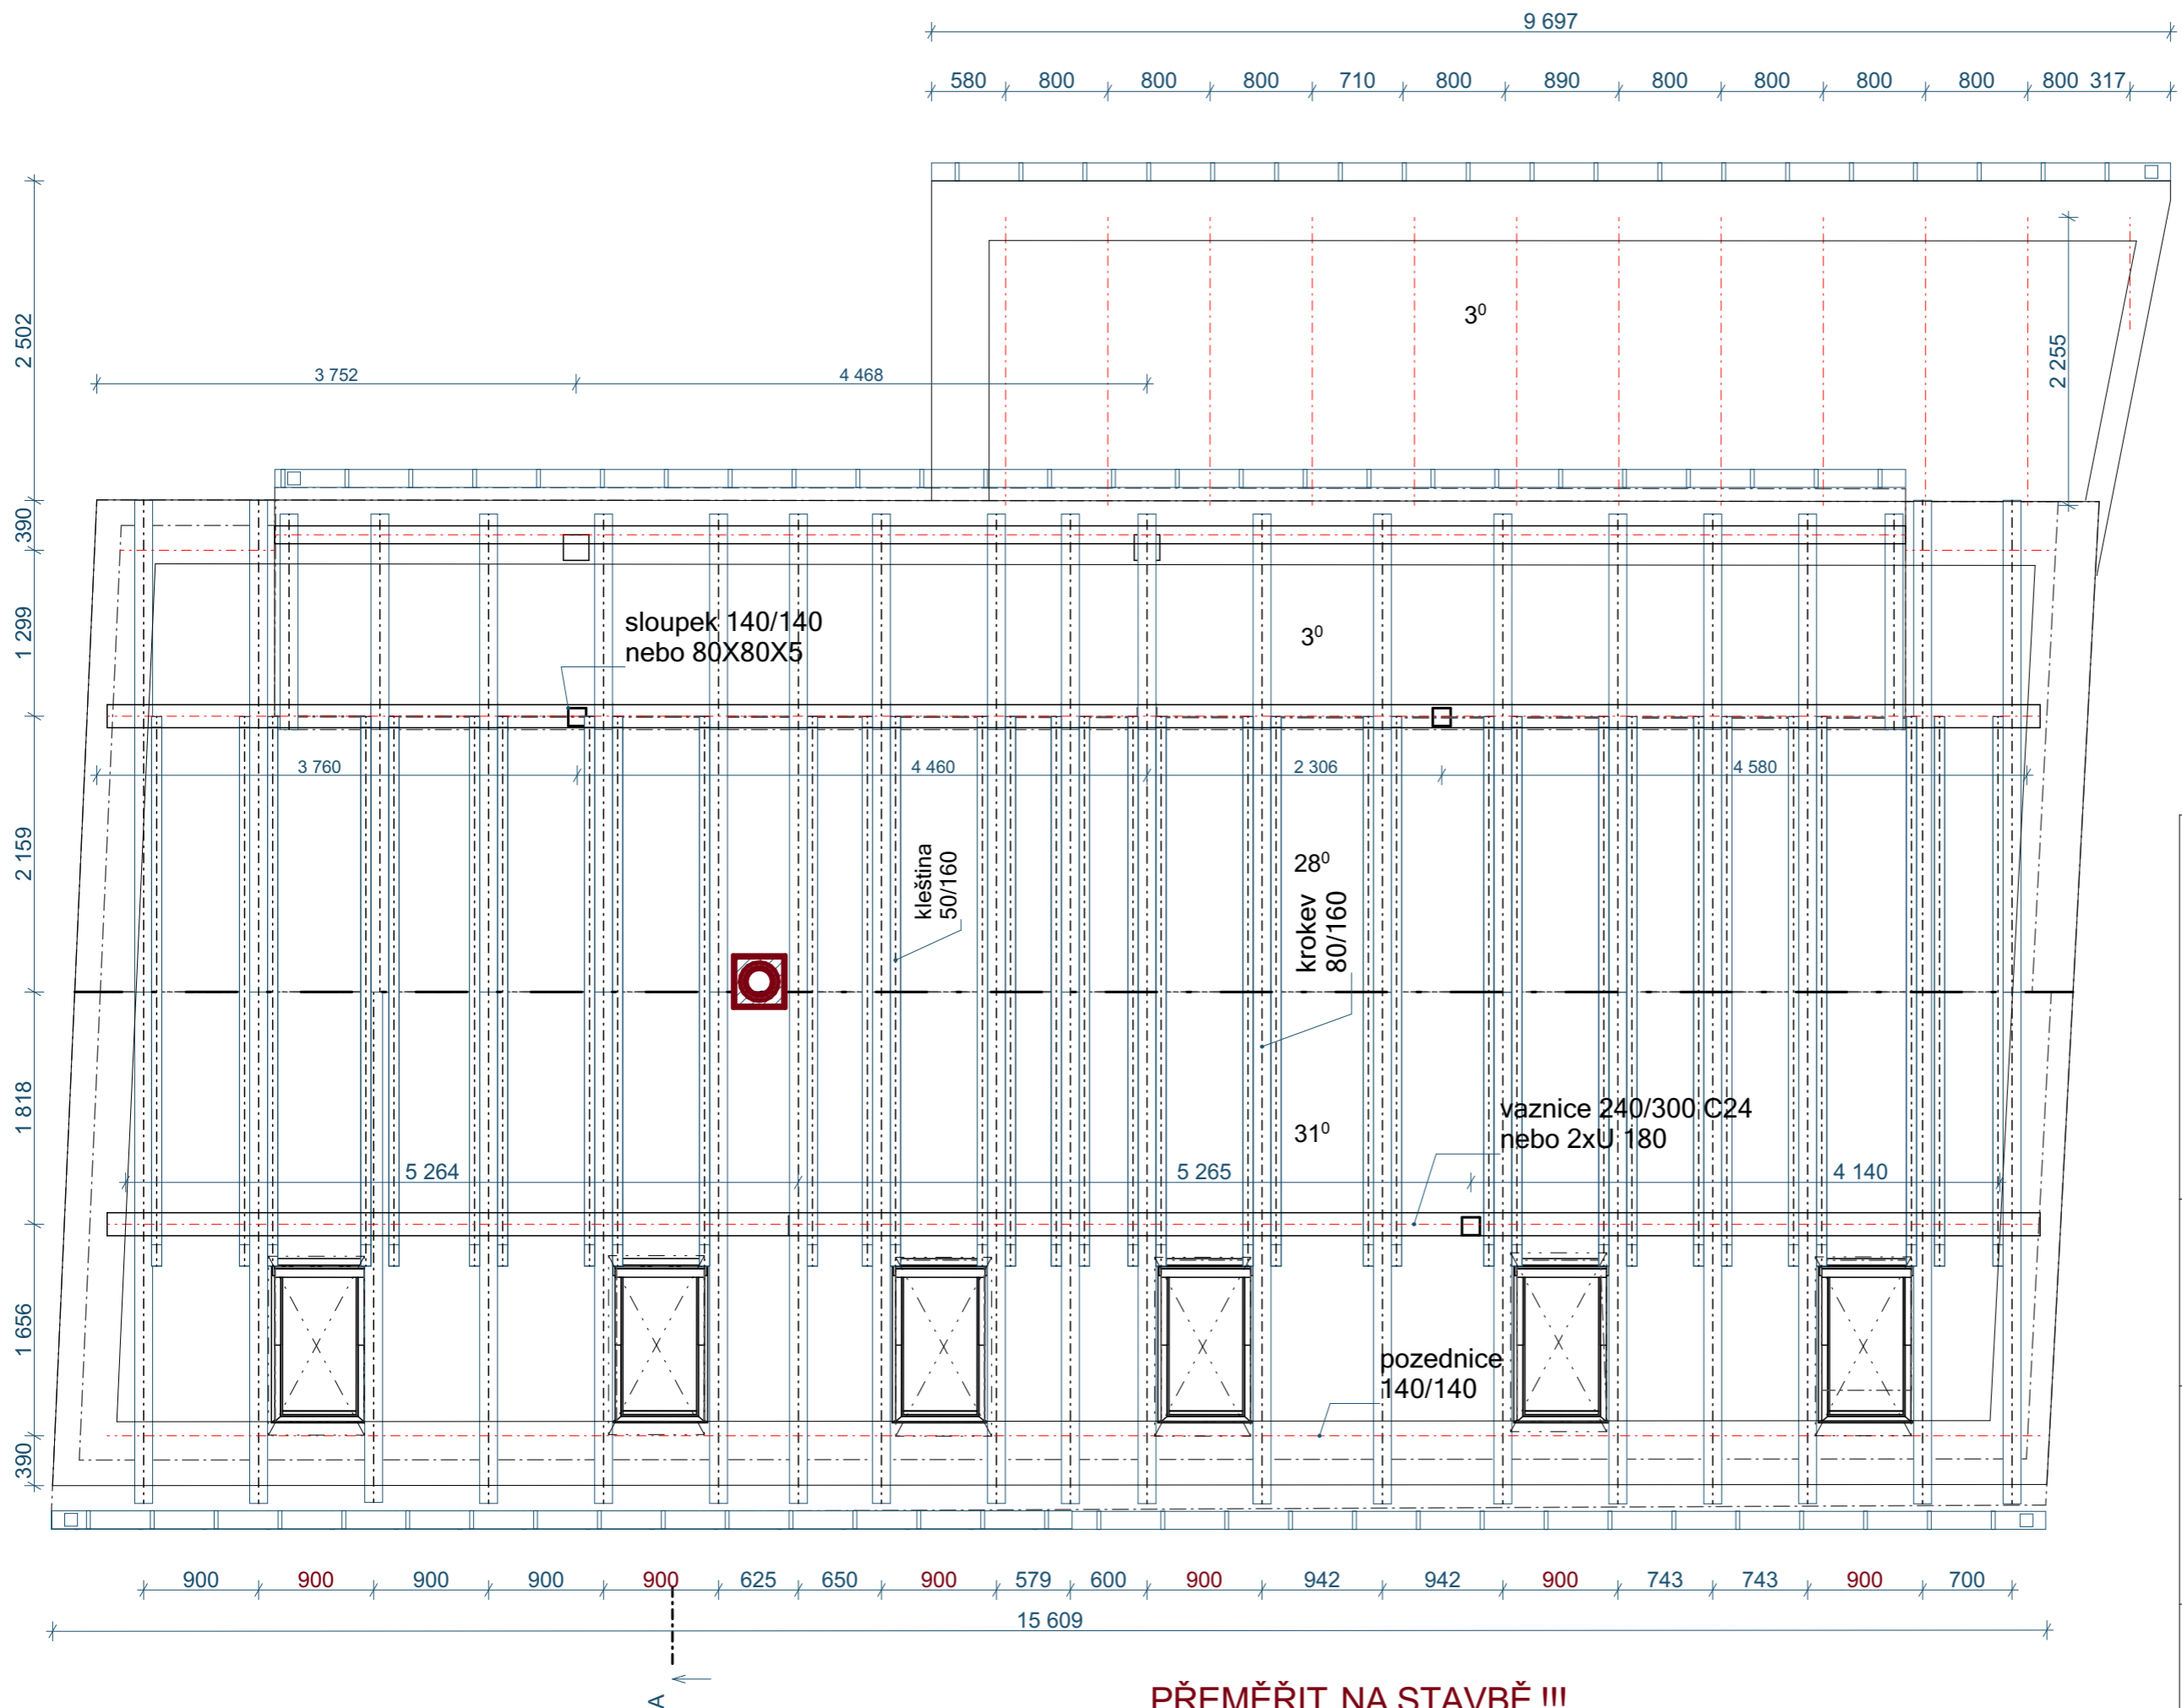 9 697
580 800 800 800 710 800 890 800 800 800 800 800 317
2 502
3⁰
2 255
3 752 4 468
390
1 299
sloupek 140/140
nebo 80X80X5
3⁰
3 760 4 460 2 306 4 580
2 159
kleština
50/160
28⁰
krokev
80/160
1 818
vaznice 240/300 C24
nebo 2xU 180
31⁰
5 264 5 265 4 140
1 656
pozednice
140/140
390
900 900 900 900 900 625 650 900 579 600 900 942 942 900 743 743 900 700
15 609
A
PŘEMĚŘIT NA STAVBĚ !!!